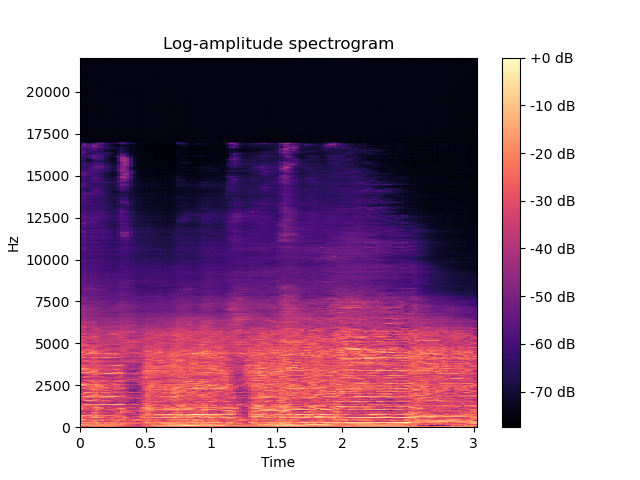 Log-amplitude spectrogram
20000
17500
15000
12500
10000
7500
5000
2500
0
Hz
0 0.5 1 1.5 2 2.5 3
Time
+0 dB
-10 dB
-20 dB
-30 dB
-40 dB
-50 dB
-60 dB
-70 dB